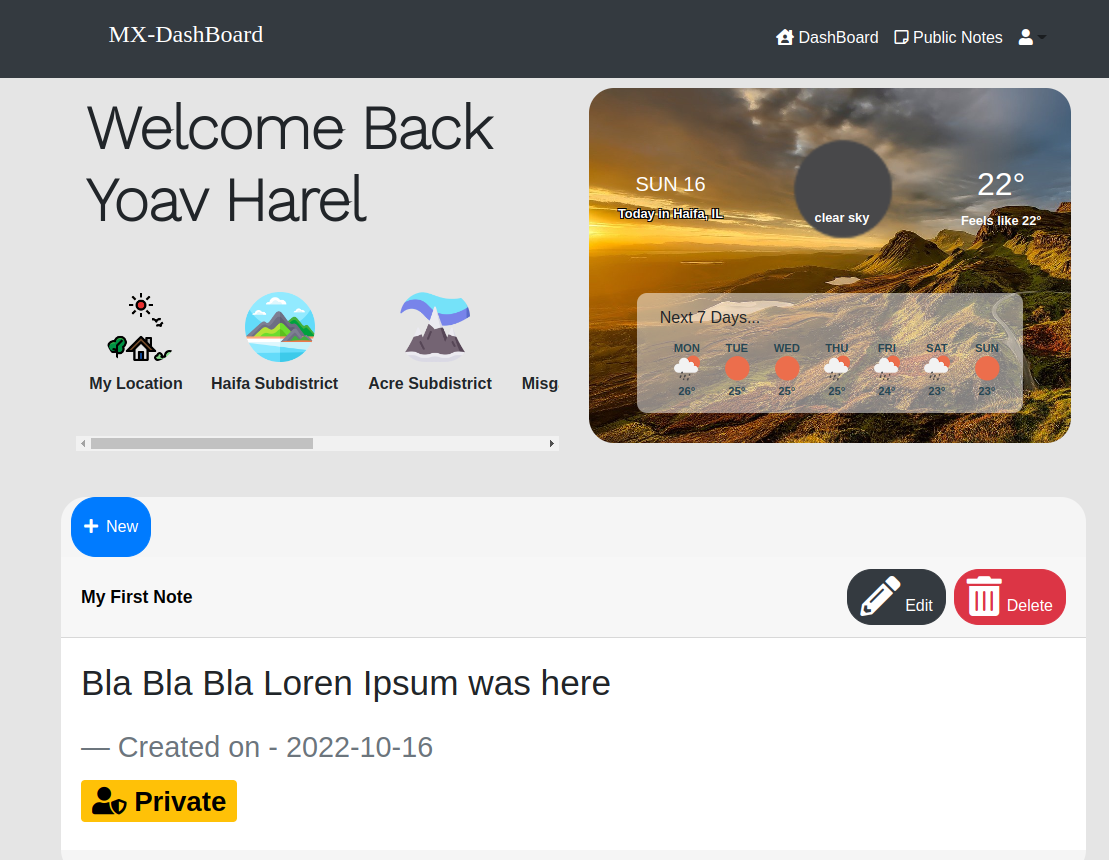 MX-DashBoard
DashBoard Public Notes
Welcome Back
Yoav Harel
SUN 16
Today in Haifa, IL
clear sky
22°
Feels like 22°
My Location Haifa Subdistrict Acre Subdistrict Misg
Next 7 Days...
MON TUE WED THU FRI SAT SUN
26° 25° 25° 25° 24° 23° 23°
New
My First Note
Edit Delete
Bla Bla Bla Loren Ipsum was here
— Created on - 2022-10-16
Private